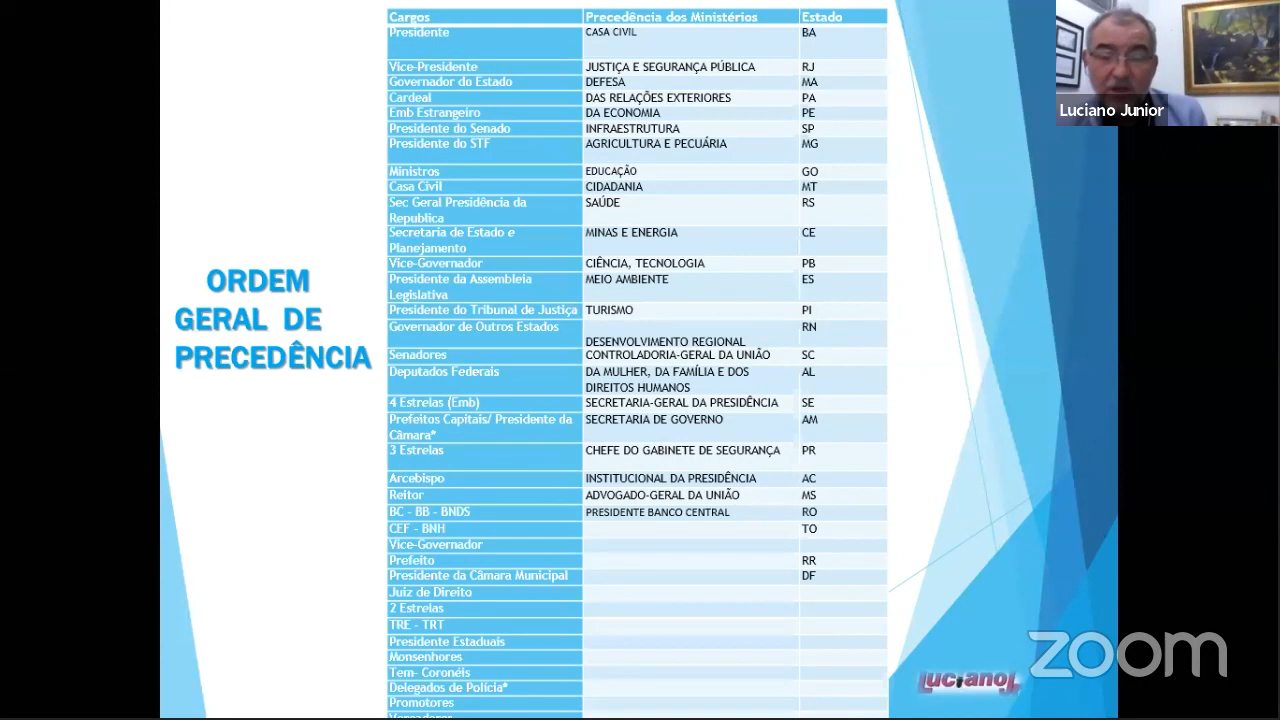 Cargos Precedência dos Ministérios Estado
Presidente CASA CIVIL BA
Vice-Presidente JUSTIÇA E SEGURANÇA PÚBLICA RJ
Governador do Estado DEFESA MA
Cardeal DAS RELAÇÕES EXTERIORES PA
Emb Estrangeiro DA ECONOMIA PE
Presidente do Senado INFRAESTRUTURA SP
Presidente do STF AGRICULTURA E PECUÁRIA MG
Ministros EDUCAÇÃO GO
Casa Civil CIDADANIA MT
Sec Geral Presidência da SAÚDE RS
Republica
Secretaria de Estado e MINAS E ENERGIA CE
Planejamento
Vice-Governador CIÊNCIA, TECNOLOGIA PB
Presidente da Assembleia MEIO AMBIENTE ES
Legislativa
Presidente do Tribunal de Justiça TURISMO PI
Governador de Outros Estados RN
DESENVOLVIMENTO REGIONAL
Senadores CONTROLADORIA-GERAL DA UNIÃO SC
Deputados Federais DA MULHER, DA FAMÍLIA E DOS AL
DIREITOS HUMANOS
4 Estrelas (Emb) SECRETARIA-GERAL DA PRESIDÊNCIA SE
Prefeitos Capitais/ Presidente da SECRETARIA DE GOVERNO AM
Câmara*
3 Estrelas CHEFE DO GABINETE DE SEGURANÇA PR
Arcebispo INSTITUCIONAL DA PRESIDÊNCIA AC
Reitor ADVOGADO-GERAL DA UNIÃO MS
BC - BB - BNDS PRESIDENTE BANCO CENTRAL RO
CEF - BNH TO
Vice-Governador
Prefeito RR
Presidente da Câmara Municipal DF
Juiz de Direito
2 Estrelas
TRE - TRT
Presidente Estaduais
Monsenhores
Tem- Coronéis
Delegados de Polícia*
Promotores
Vereadores
ORDEM
GERAL DE
PRECEDÊNCIA
Luciano Junior
LucianoJr
zoom